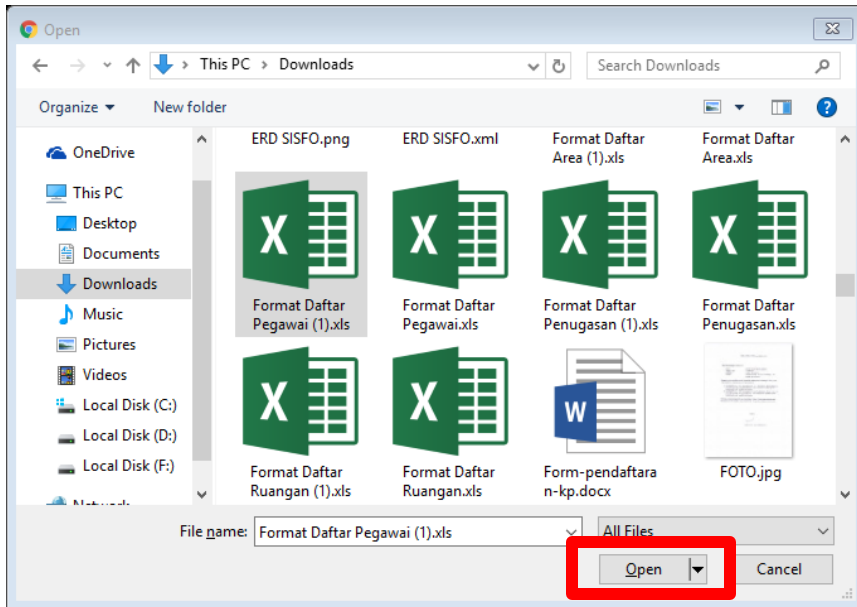 Open
This PC > Downloads
Search Downloads
Organize
New folder
OneDrive
This PC
Desktop
Documents
Downloads
Music
Pictures
Videos
Local Disk (C:)
Local Disk (D:)
Local Disk (F:)
ERD SISFO.png
ERD SISFO.xml
Format Daftar
Area (1).xls
Format Daftar
Area.xls
Format Daftar
Pegawai (1).xls
Format Daftar
Pegawai.xls
Format Daftar
Penugasan (1).xls
Format Daftar
Penugasan.xls
Format Daftar
Ruangan (1).xls
Format Daftar
Ruangan.xls
Form-pendaftara
n-kp.docx
FOTO.jpg
File name: Format Daftar Pegawai (1).xls
All Files
Open
Cancel